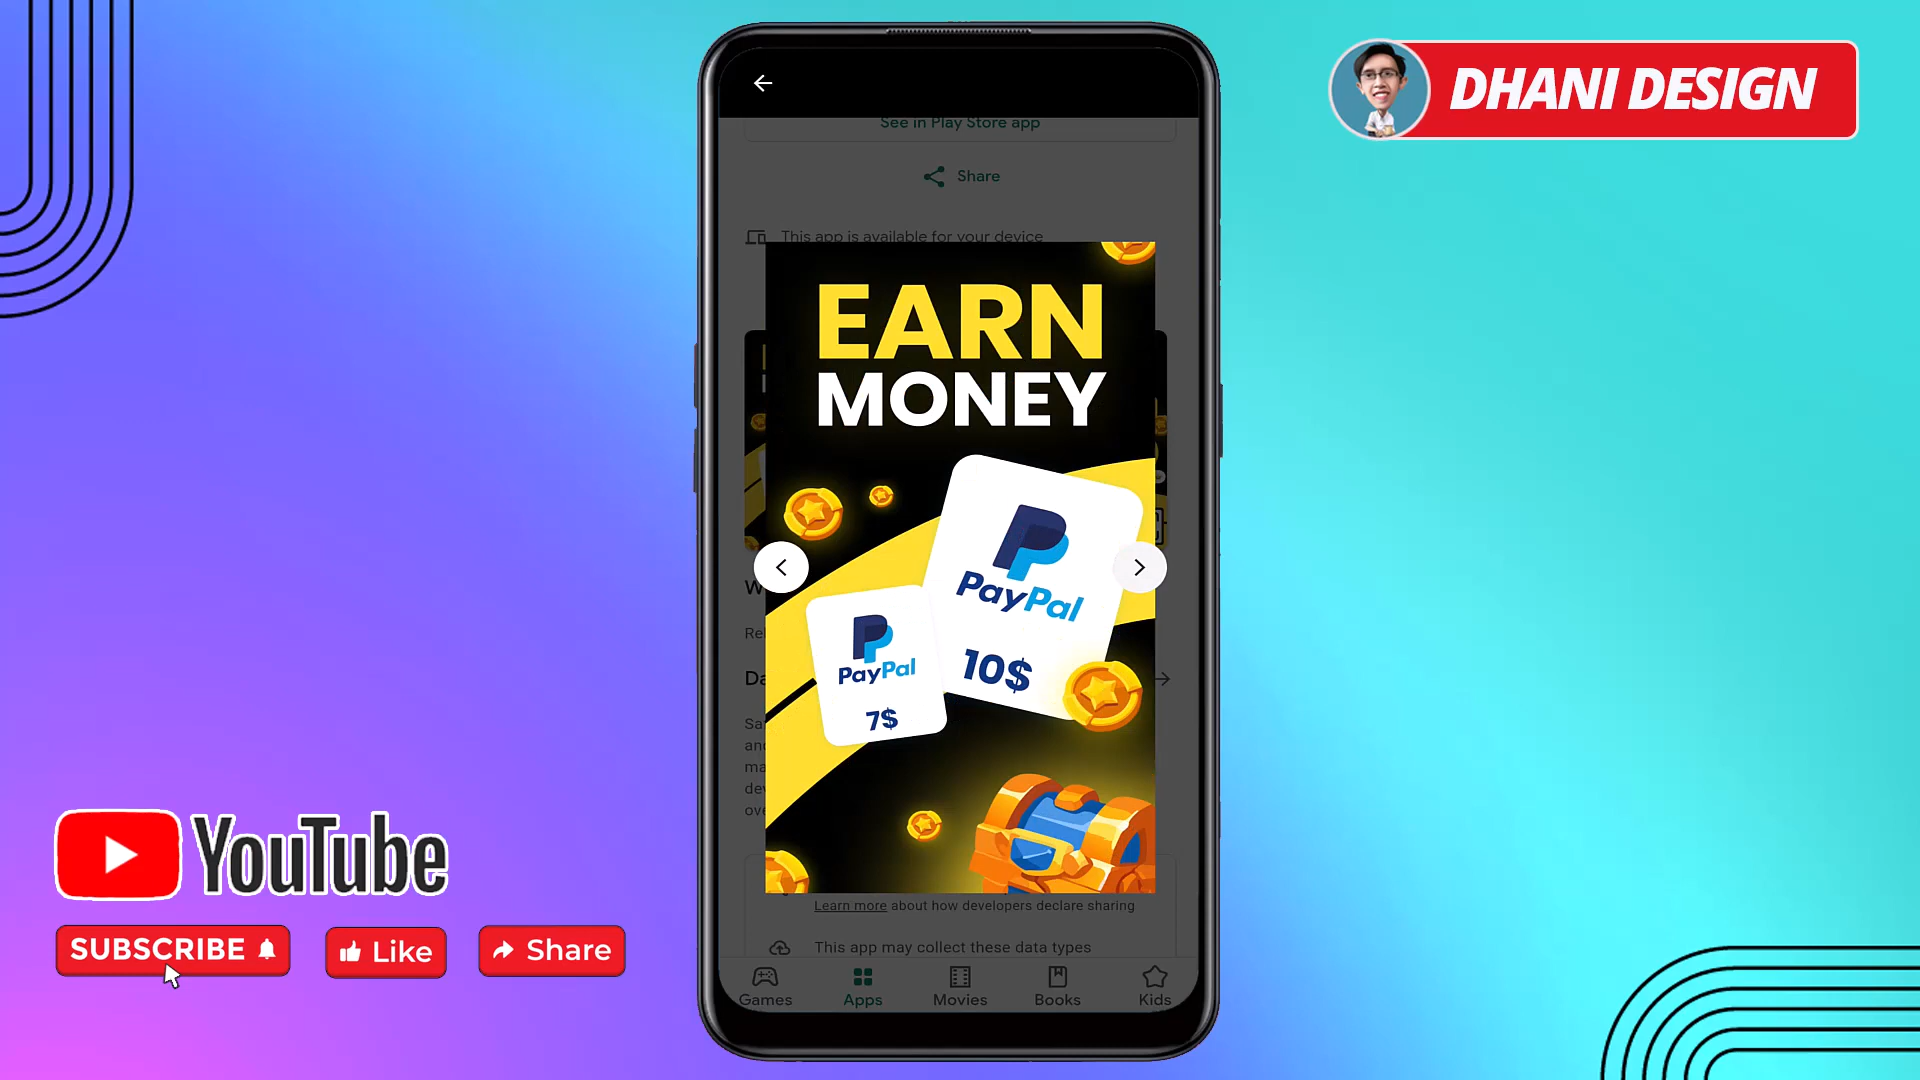 DHANI DESIGN
See in Play Store app
Share
This app is available for your device
EARN
MONEY
PayPal
10$
PayPal
7$
Learn more about how developers declare sharing
This app may collect these data types
Games
Apps
Movies
Books
Kids
YouTube
SUBSCRIBE
Like
Share